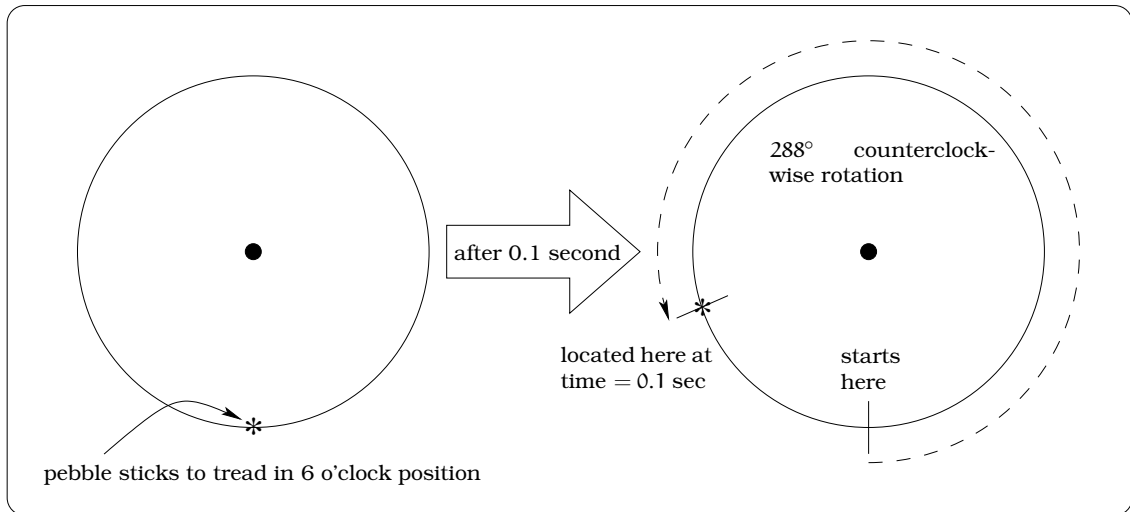 288° counterclock-
wise rotation
after 0.1 second
located here at
time = 0.1 sec
starts
here
pebble sticks to tread in 6 o'clock position